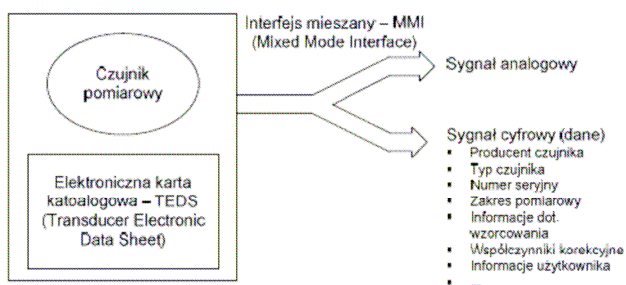 Interfejs mieszany – MMI
(Mixed Mode Interface)
Czujnik
pomiarowy
Sygnał analogowy
Elektroniczna karta
katoalogowa – TEDS
(Transducer Electronic
Data Sheet)
Sygnał cyfrowy (dane)
▪ Producent czujnika
▪ Typ czujnika
▪ Numer seryjny
▪ Zakres pomiarowy
▪ Informacje dot.
wzorcowania
▪ Współczynniki korekcyjne
▪ Informacje użytkownika
▪ ...